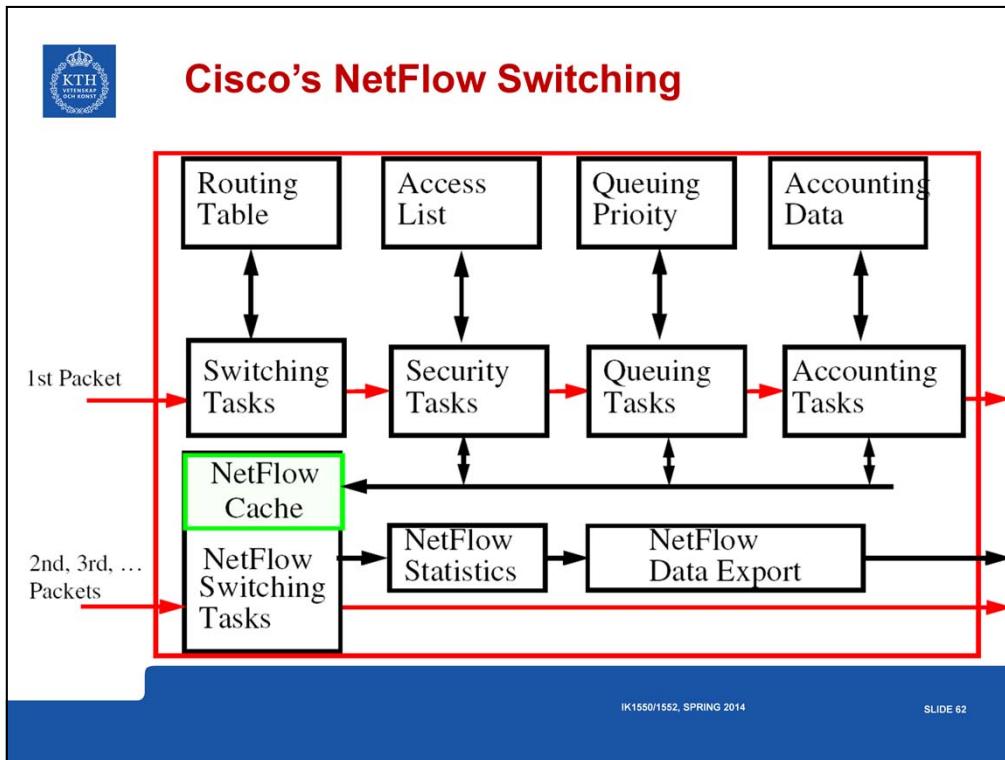 KTH
VETENSKAP
OCH KONST
Cisco's NetFlow Switching
Routing
Table
Access
List
Queuing
Prioity
Accounting
Data
1st Packet
Switching
Tasks
Security
Tasks
Queuing
Tasks
Accounting
Tasks
NetFlow
Cache
2nd, 3rd, …
Packets
NetFlow
Switching
Tasks
NetFlow
Statistics
NetFlow
Data Export
IK1550/1552, SPRING 2014
SLIDE 62